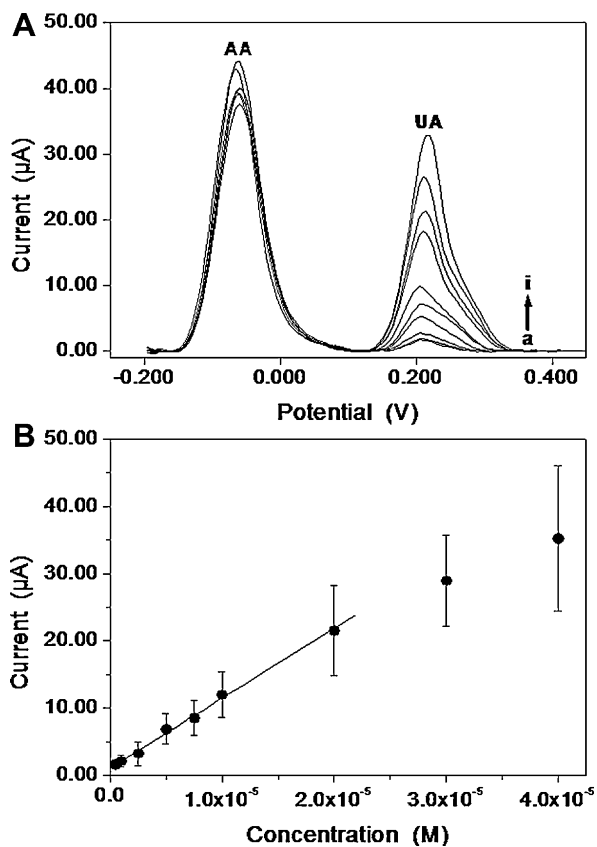 A
50.00
40.00
30.00
20.00
10.00
0.00
Current (µA)
AA
UA
i
a
-0.200
0.000
0.200
0.400
Potential (V)
B
50.00
40.00
30.00
20.00
10.00
0.00
Current (µA)
0.0
1.0x10⁻⁵
2.0x10⁻⁵
3.0x10⁻⁵
4.0x10⁻⁵
Concentration (M)